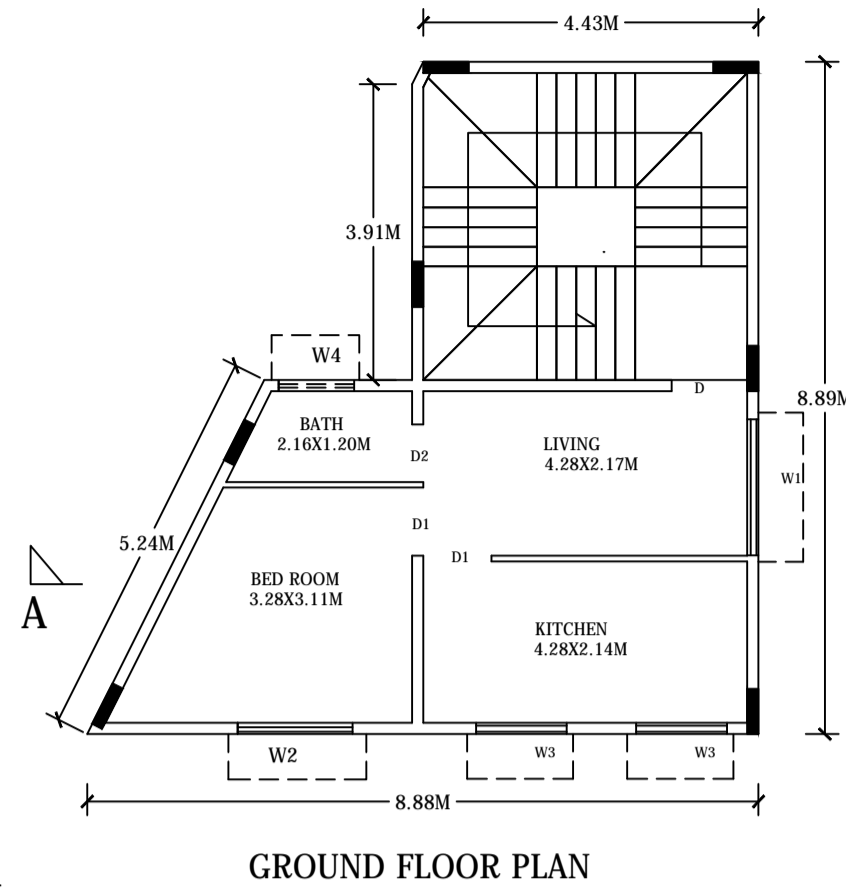 4.43M
3.91M
W4
D
8.89M
BATH
2.16X1.20M
LIVING
4.28X2.17M
D2
W1
5.24M
D1
D1
BED ROOM
3.28X3.11M
A
KITCHEN
4.28X2.14M
W2
W3
W3
8.88M
GROUND FLOOR PLAN